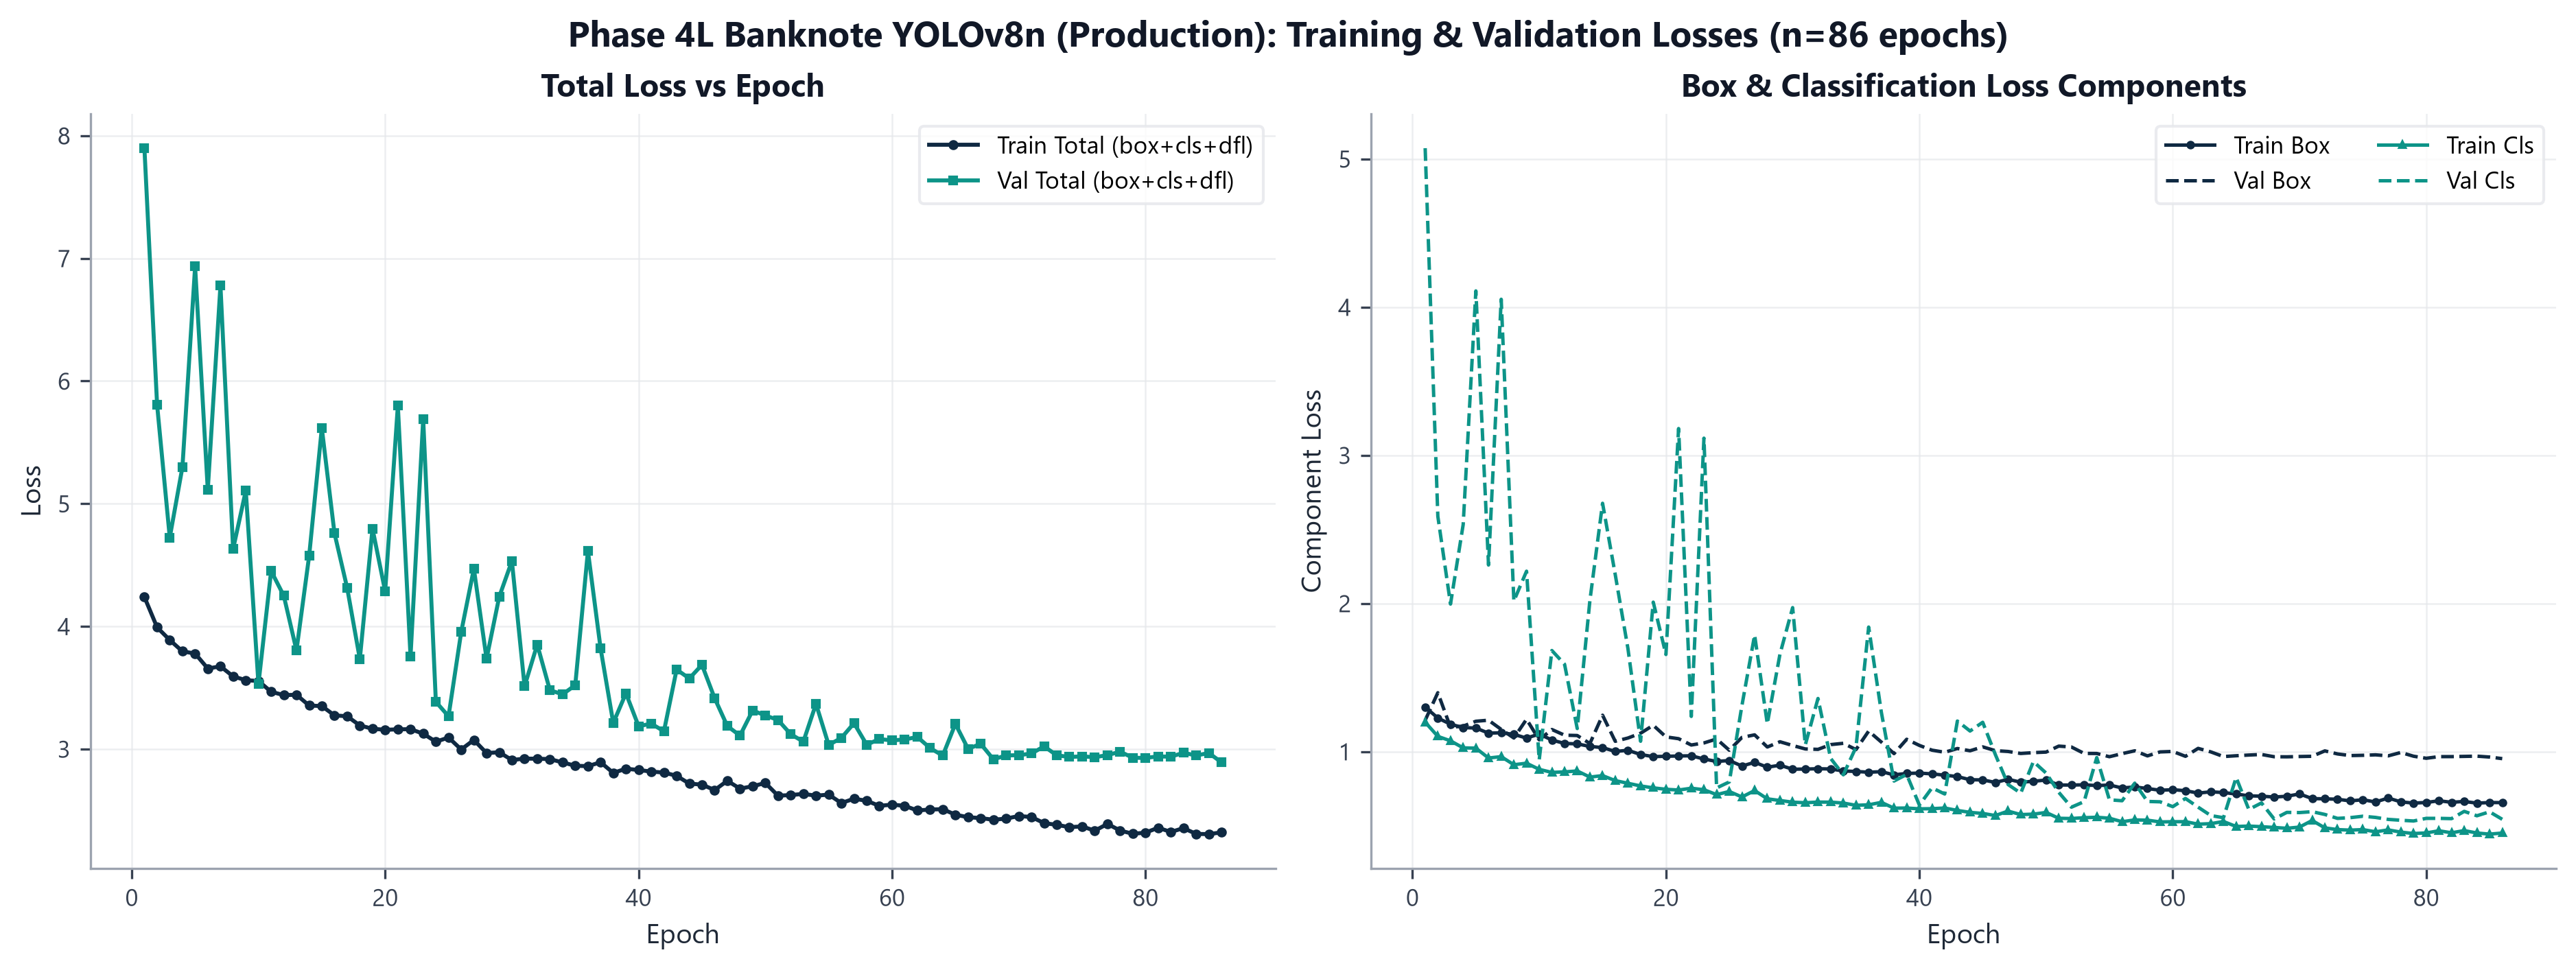 Phase 4L Banknote YOLOv8n (Production): Training & Validation Losses (n=86 epochs)
Total Loss vs Epoch
Train Total (box+cls+dfl)
Val Total (box+cls+dfl)
8
7
6
5
4
3
Loss
0 20 40 60 80
Epoch
Box & Classification Loss Components
Train Box Train Cls
Val Box Val Cls
5
4
3
2
1
Component Loss
0 20 40 60 80
Epoch